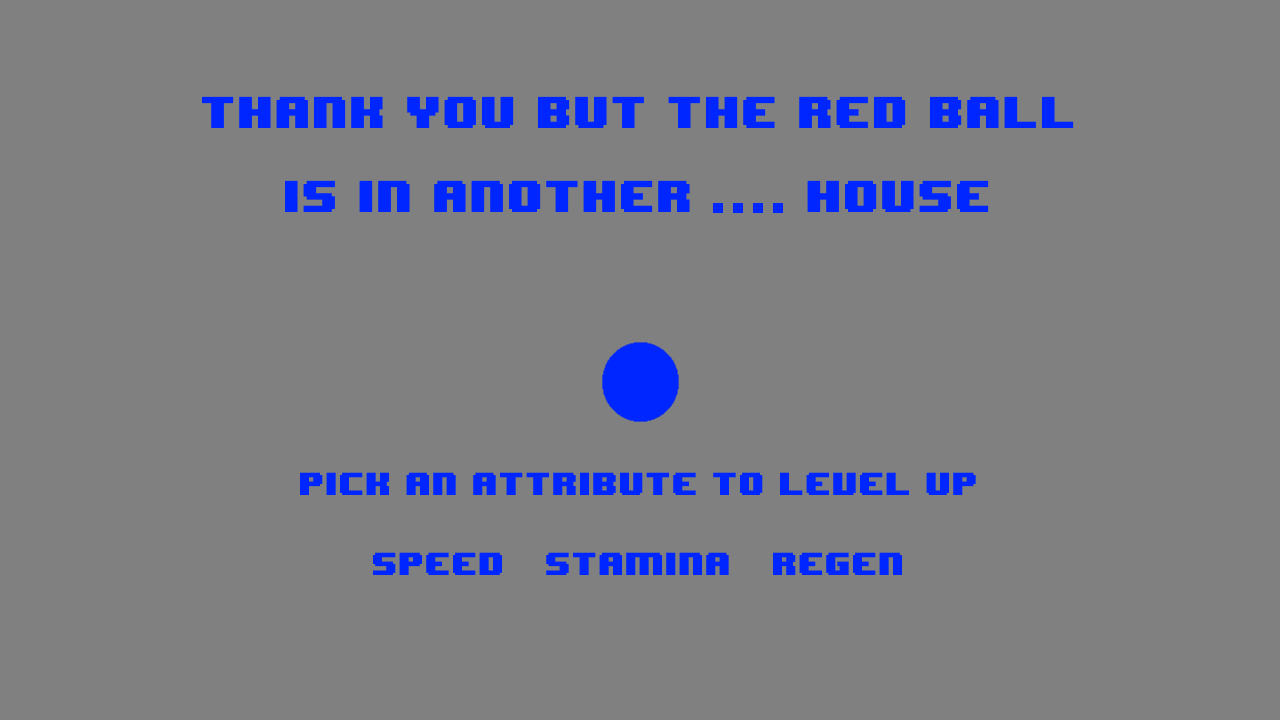 THANK YOU BUT THE RED BALL
IS IN ANOTHER .... HOUSE
PICK AN ATTRIBUTE TO LEVEL UP
SPEED STAMINA REGEN